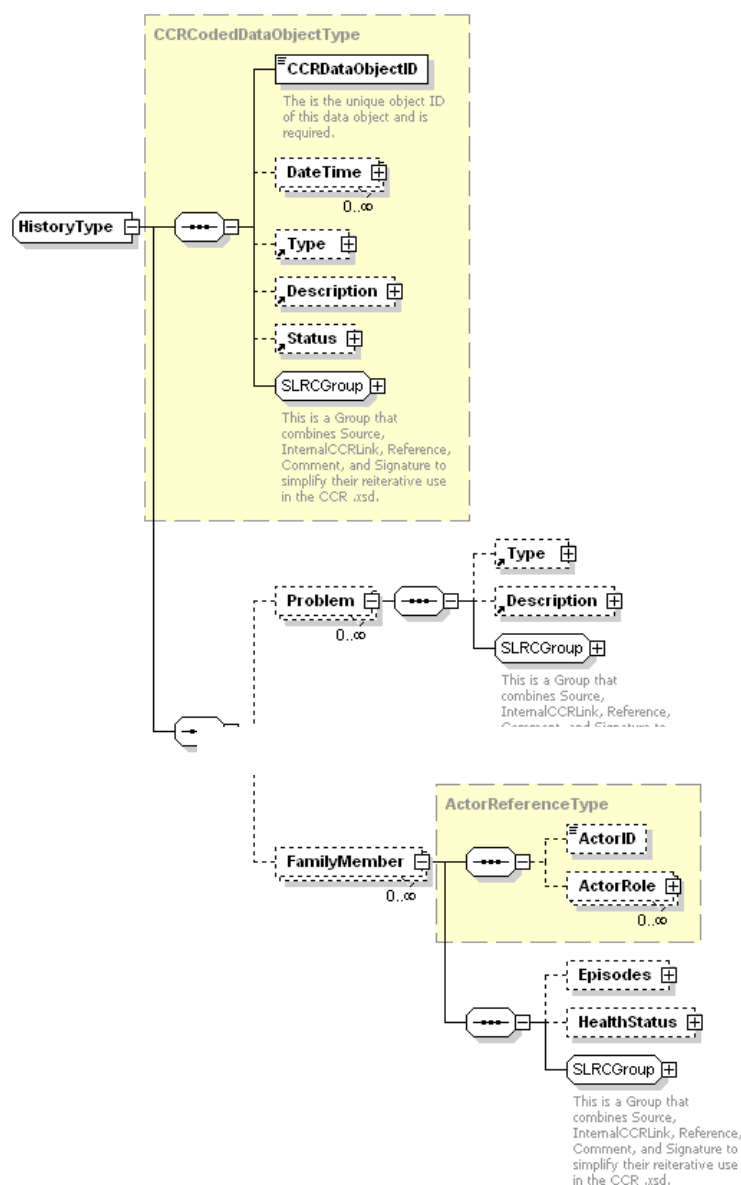 CCRCodedDataObjectType
CCRDataObjectID
The is the unique object ID
of this data object and is
required.
DateTime
0..∞
HistoryType
Type
Description
Status
SLRCGroup
This is a Group that
combines Source,
InternalCCRLink, Reference,
Comment, and Signature to
simplify their reiterative use
in the CCR .xsd.
Type
Problem
Description
0..∞
SLRCGroup
This is a Group that
combines Source,
InternalCCRLink, Reference,
Comment, and Signature to
ActorReferenceType
ActorID
FamilyMember
ActorRole
0..∞
0..∞
Episodes
HealthStatus
SLRCGroup
This is a Group that
combines Source,
InternalCCRLink, Reference,
Comment, and Signature to
simplify their reiterative use
in the CCR .xsd.